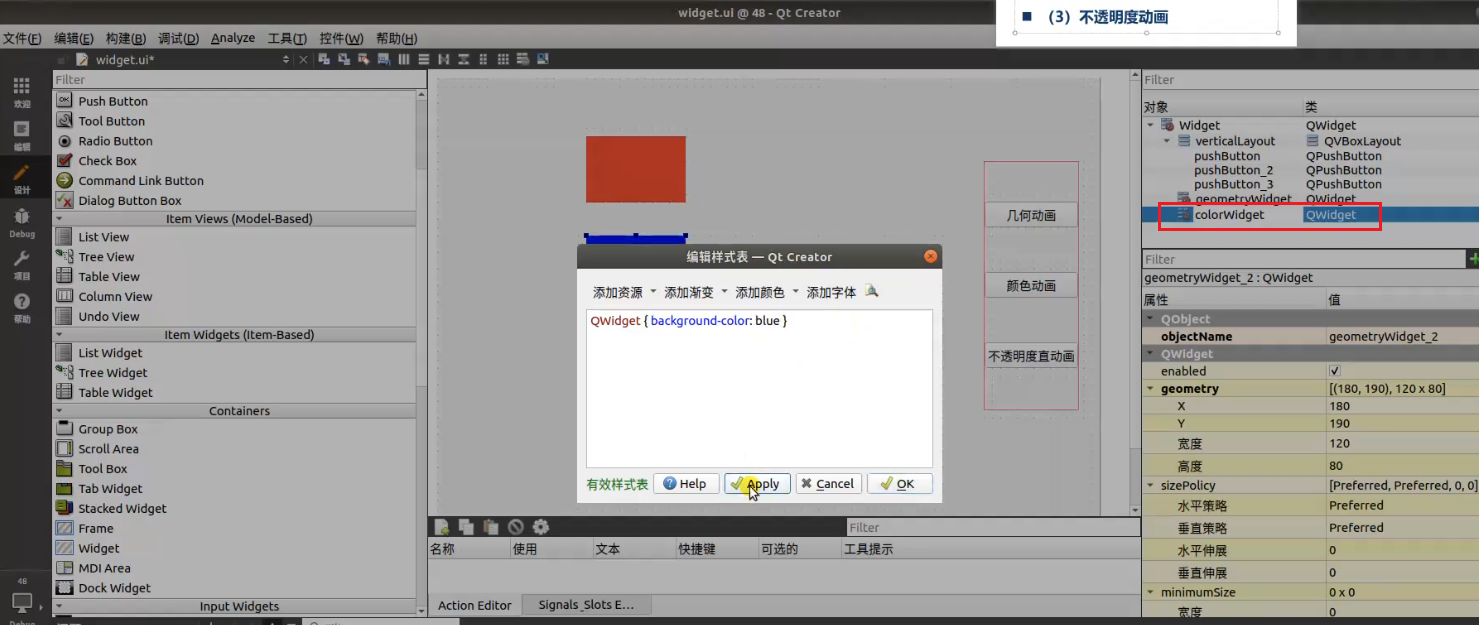 widget.ui @ 48 - Qt Creator
■ （3）不透明度动画
文件(F) 编辑(E) 构建(B) 调试(D) Analyze 工具(T) 控件(W) 帮助(H)
widget.ui*
Filter
Push Button
Tool Button
Radio Button
Check Box
Command Link Button
Dialog Button Box
Item Views (Model-Based)
List View
Tree View
Table View
Column View
Undo View
Item Widgets (Item-Based)
List Widget
Tree Widget
Table Widget
Containers
Group Box
Scroll Area
Tool Box
Tab Widget
Stacked Widget
Frame
Widget
MDI Area
Dock Widget
Input Widgets
欢迎
编辑
设计
Debug
项目
帮助
48
Debug
几何动画
颜色动画
不透明度直动画
编辑样式表 — Qt Creator
添加资源 添加渐变 添加颜色 添加字体
QWidget { background-color: blue }
有效样式表 Help Apply Cancel OK
Filter
名称 使用 文本 快捷键 可选的 工具提示
Action Editor Signals_Slots E...
Filter
对象 类
Widget QWidget
verticalLayout QVBoxLayout
pushButton QPushButton
pushButton_2 QPushButton
pushButton_3 QPushButton
geometryWidget QWidget
colorWidget QWidget
Filter
geometryWidget_2 : QWidget
属性 值
QObject
objectName geometryWidget_2
QWidget
enabled
geometry [(180, 190), 120 x 80]
X 180
Y 190
宽度 120
高度 80
sizePolicy [Preferred, Preferred, 0, 0]
水平策略 Preferred
垂直策略 Preferred
水平伸展 0
垂直伸展 0
minimumSize 0 x 0
宽度 0